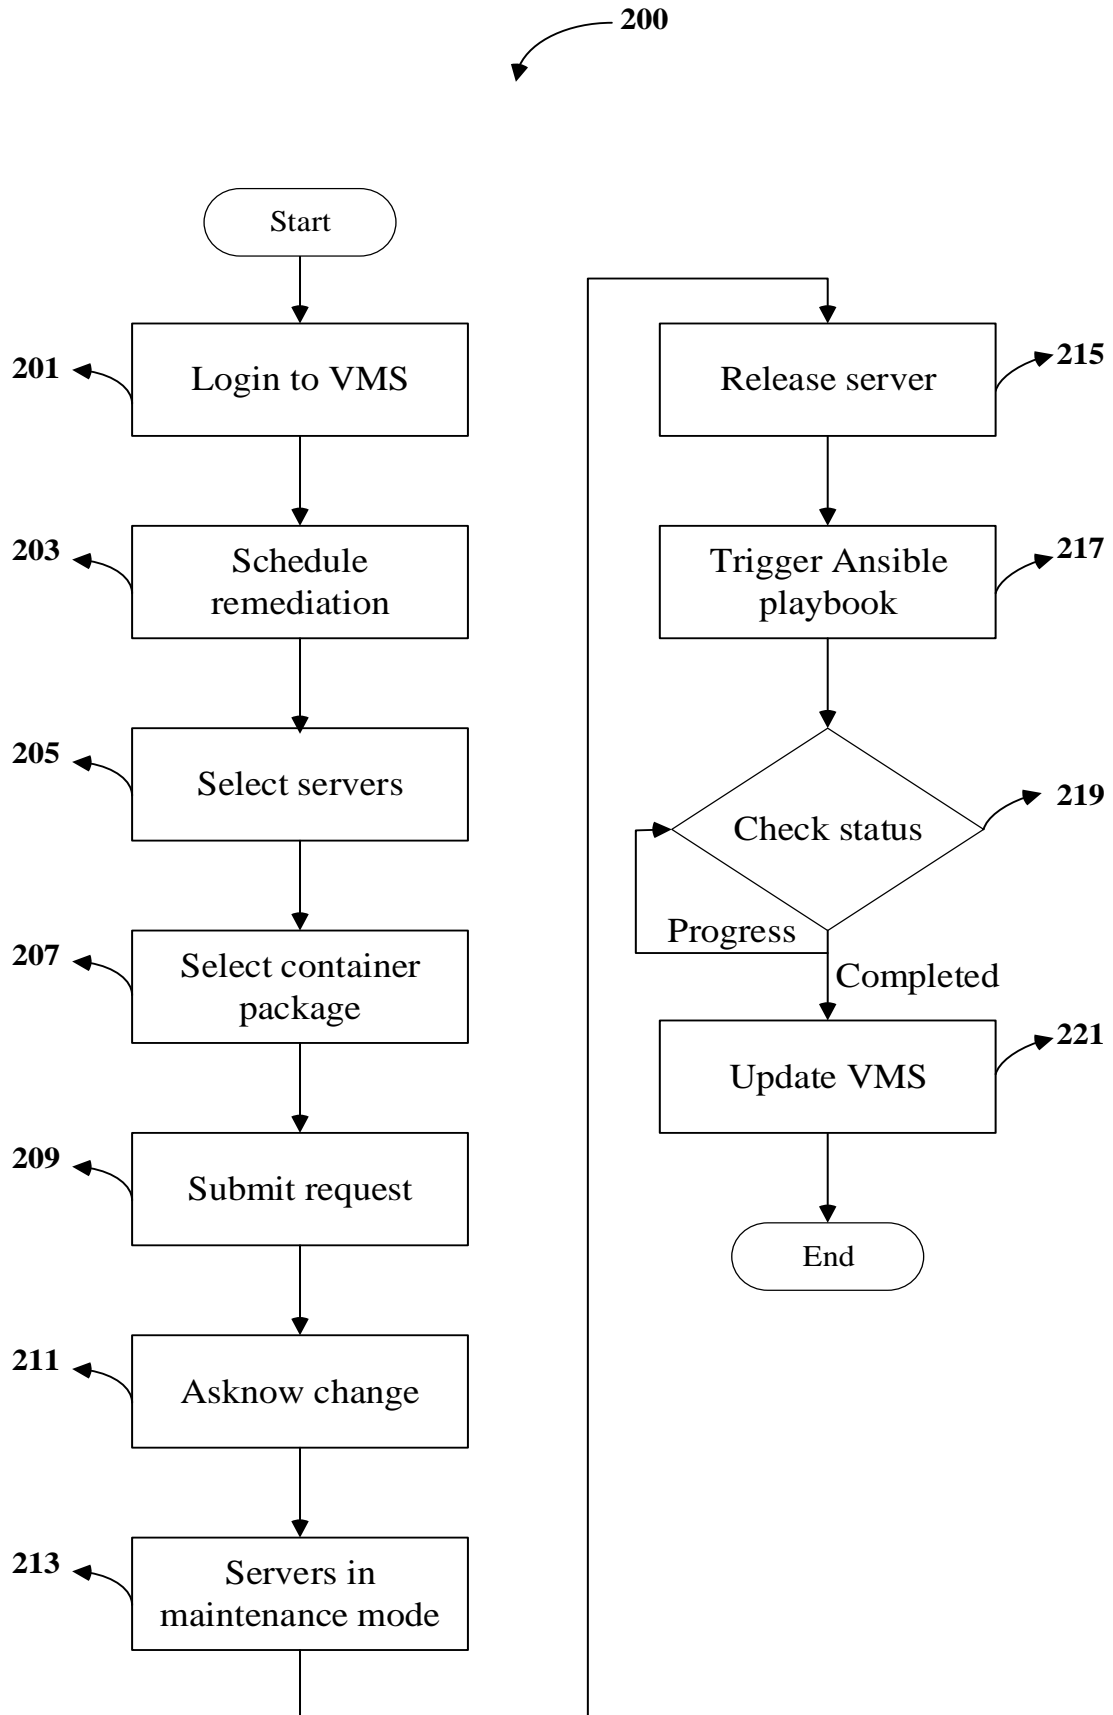 200
Start
201
Login to VMS
203
Schedule
remediation
205
Select servers
207
Select container
package
209
Submit request
211
Asknow change
213
Servers in
maintenance mode
Release server
215
Trigger Ansible
playbook
217
Check status
219
Progress
Completed
Update VMS
221
End